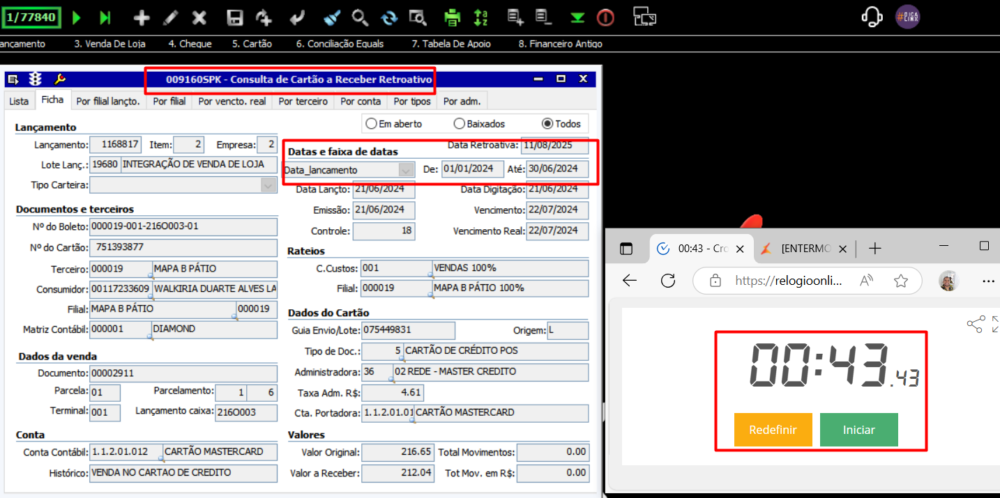 1/77840
#DIGA LINX
ançamento 3. Venda De Loja 4. Cheque 5. Cartão 6. Conciliação Equals 7. Tabela De Apoio 8. Financeiro Antigo
009160SPK - Consulta de Cartão a Receber Retroativo
Lista Ficha Por filial lançto. Por filial Por vencto. real Por terceiro Por conta Por tipos Por adm.
Em aberto Baixados Todos
Lançamento
Lançamento: 1168817 Item: 2 Empresa: 2
Lote Lanç.: 19680 INTEGRAÇÃO DE VENDA DE LOJA
Tipo Carteira:
Data Retroativa: 11/08/2025
Datas e faixa de datas
Data_lancamento De: 01/01/2024 Até: 30/06/2024
Data Lançto: 21/06/2024 Data Digitação: 21/06/2024
Emissão: 21/06/2024 Vencimento: 22/07/2024
Controle: 18 Vencimento Real: 22/07/2024
Documentos e terceiros
Nº do Boleto: 000019-001-216O003-01
Nº do Cartão: 751393877
Terceiro: 000019 MAPA B PÁTIO
Consumidor: 00117233609 WALKIRIA DUARTE ALVES LA
Filial: MAPA B PÁTIO 000019
Matriz Contábil: 000001 DIAMOND
Rateios
C.Custos: 001 VENDAS 100%
Filial: 000019 MAPA B PÁTIO 100%
Dados do Cartão
Guia Envio/Lote: 075449831 Origem: L
Tipo de Doc.: 5 CARTÃO DE CRÉDITO POS
Administradora: 36 02 REDE - MASTER CREDITO
Taxa Adm. R$: 4.61
Cta. Portadora: 1.1.2.01.01 CARTÃO MASTERCARD
Dados da venda
Documento: 00002911
Parcela: 01 Parcelamento: 1 6
Terminal: 001 Lançamento caixa: 216O003
Conta
Conta Contábil: 1.1.2.01.012 CARTÃO MASTERCARD
Histórico: VENDA NO CARTAO DE CREDITO
Valores
Valor Original: 216.65 Total Movimentos: 0.00
Valor a Receber: 212.04 Tot Mov. em R$: 0.00
00:43 - Cro [ENTERMO
https://relogioonli...
00:43.43
Redefinir Iniciar